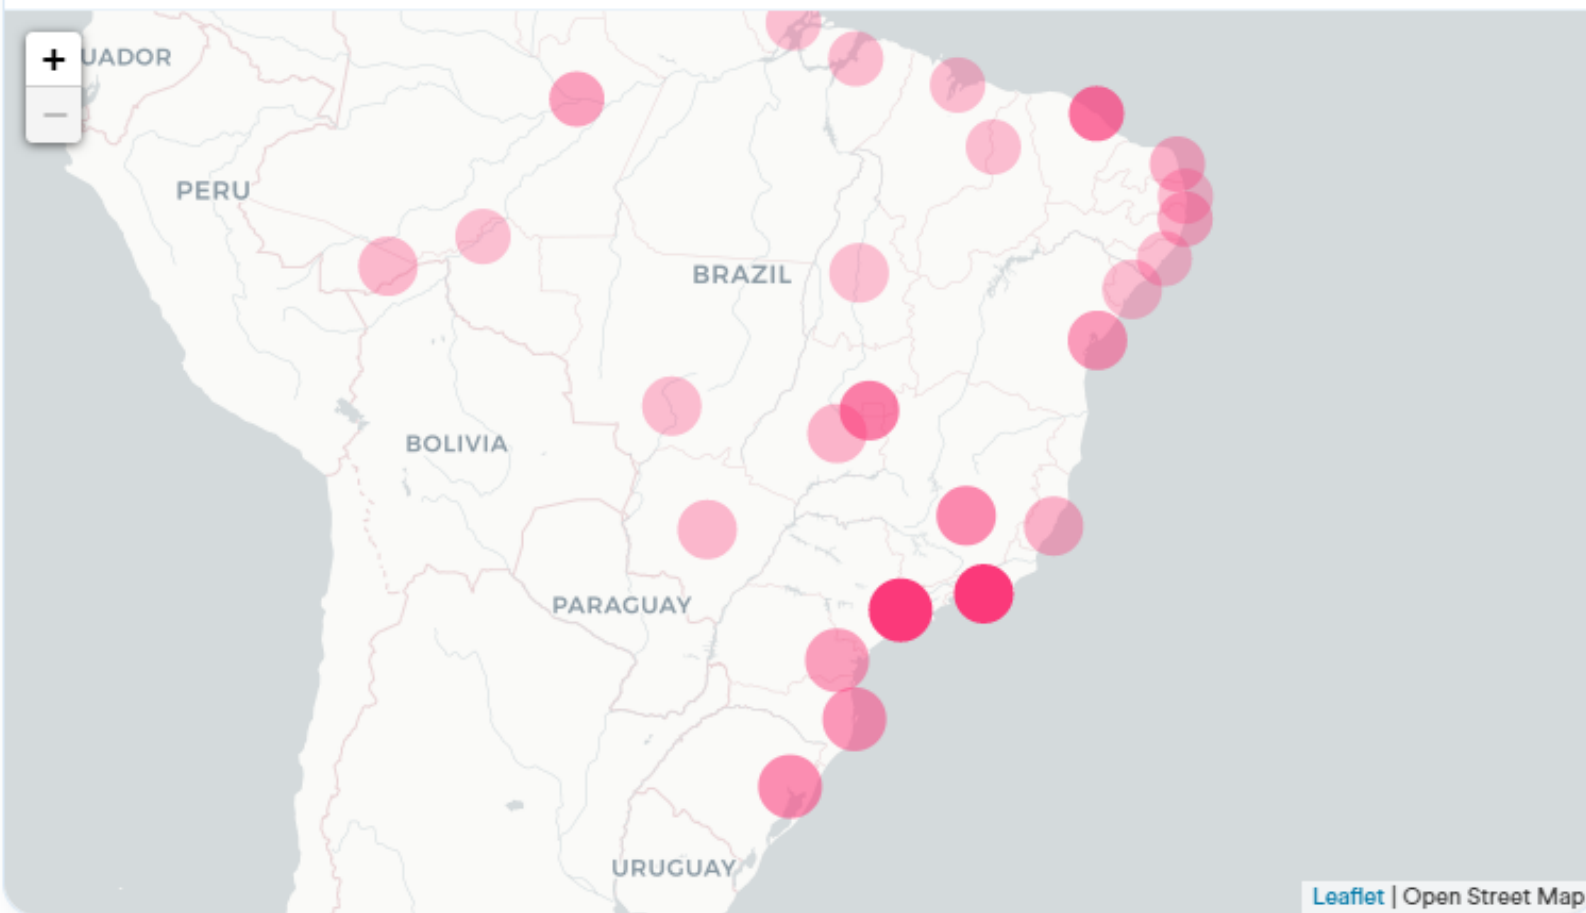 +
UADOR
−
PERU
BRAZIL
BOLIVIA
PARAGUAY
URUGUAY
Leaflet | Open Street Map